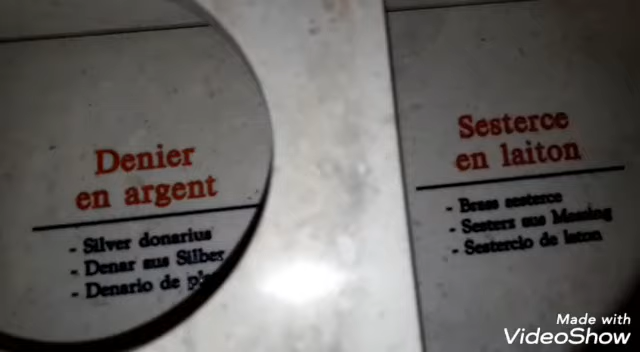 Denier
en argent
- Silver donarius
- Denar aus Silber
- Denario de
Sesterce
en laiton
- Brass sesterce
- Sesterz aus Messing
- Sestercio de laton
Made with
VideoShow